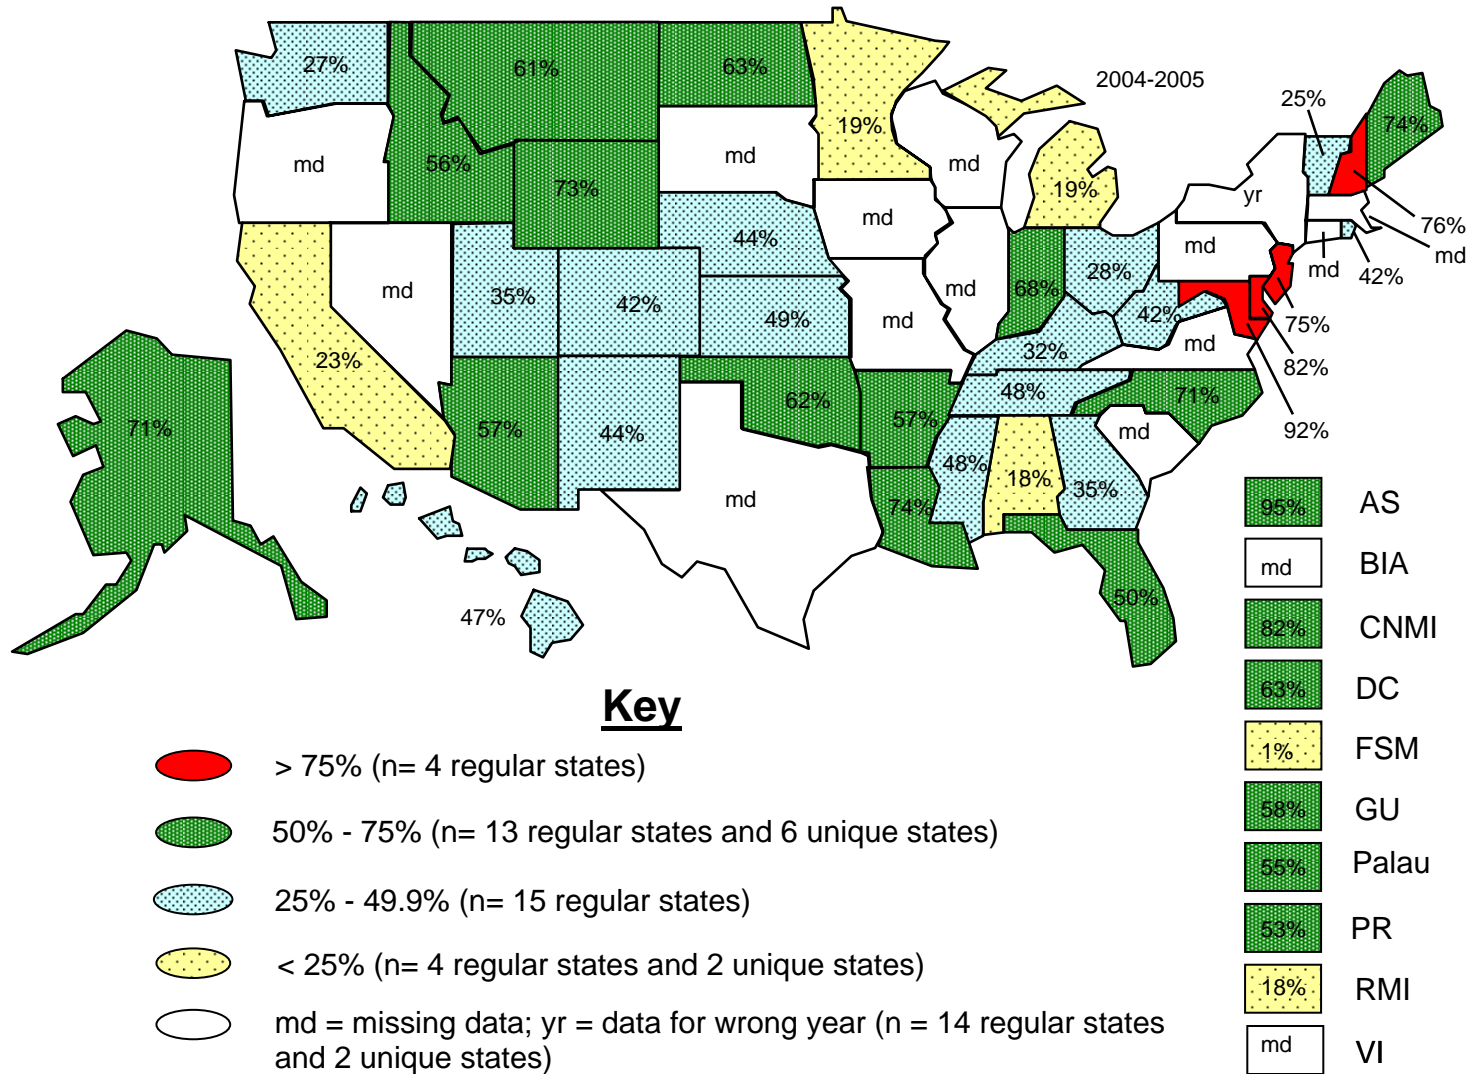 2004-2005
27%
61%
63%
19%
md
56%
73%
md
md
19%
md
yr
25%
74%
76%
md
42%
md
md
md
44%
28%
42%
68%
md
35%
42%
49%
md
32%
md
75%
82%
92%
23%
48%
71%
62%
57%
57%
44%
md
48%
18%
35%
md
74%
50%
71%
47%
95% AS
md BIA
82% CNMI
63% DC
1% FSM
58% GU
55% Palau
53% PR
18% RMI
md VI
Key
> 75% (n= 4 regular states)
50% - 75% (n= 13 regular states and 6 unique states)
25% - 49.9% (n= 15 regular states)
< 25% (n= 4 regular states and 2 unique states)
md = missing data; yr = data for wrong year (n = 14 regular states
and 2 unique states)